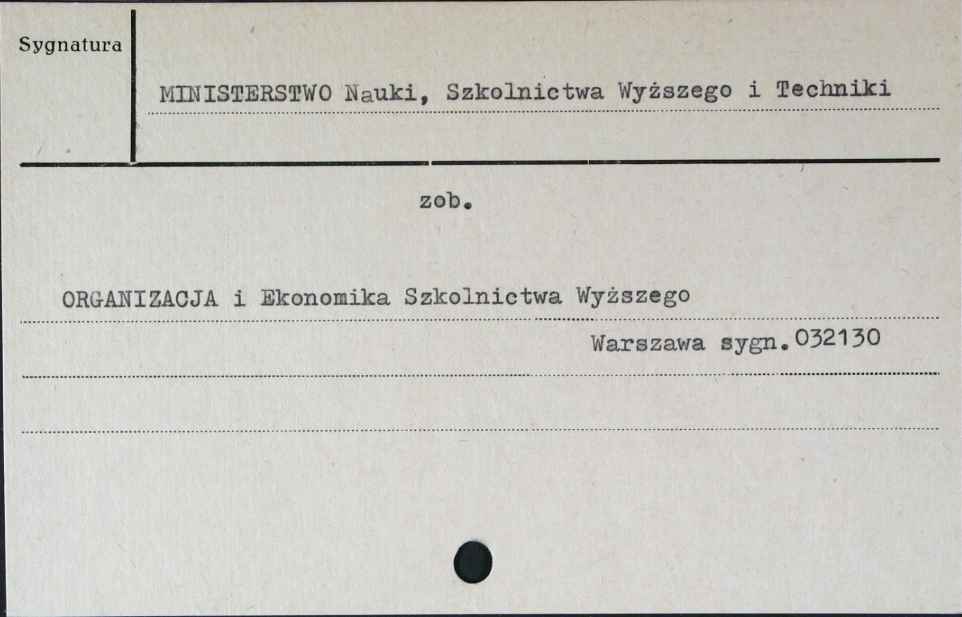 Sygnatura
MINISTERSTWO Nauki, Szkolnictwa Wyższego i Techniki
zob.
ORGANIZACJA i Ekonomika Szkolnictwa Wyższego
Warszawa sygn.032130